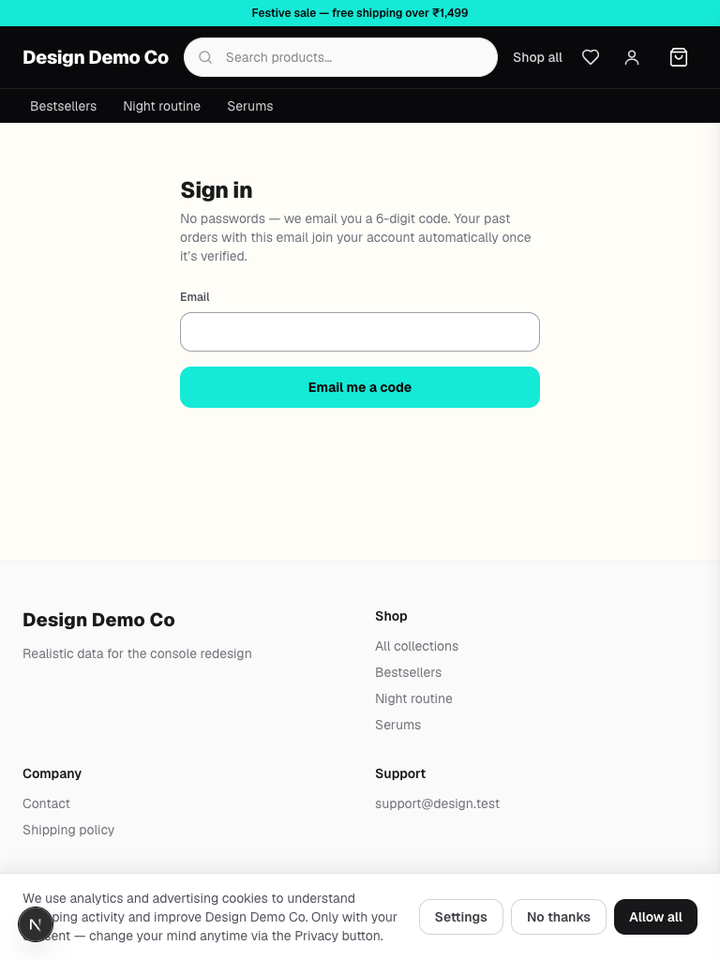 Festive sale — free shipping over ₹1,499
Design Demo Co
Search products...
Shop all
Bestsellers
Night routine
Serums
Sign in
No passwords — we email you a 6-digit code. Your past
orders with this email join your account automatically once
it's verified.
Email
Email me a code
Design Demo Co
Realistic data for the console redesign
Shop
All collections
Bestsellers
Night routine
Serums
Company
Contact
Shipping policy
Support
support@design.test
We use analytics and advertising cookies to understand
activity and improve Design Demo Co. Only with your
— change your mind anytime via the Privacy button.
Settings
No thanks
Allow all
N